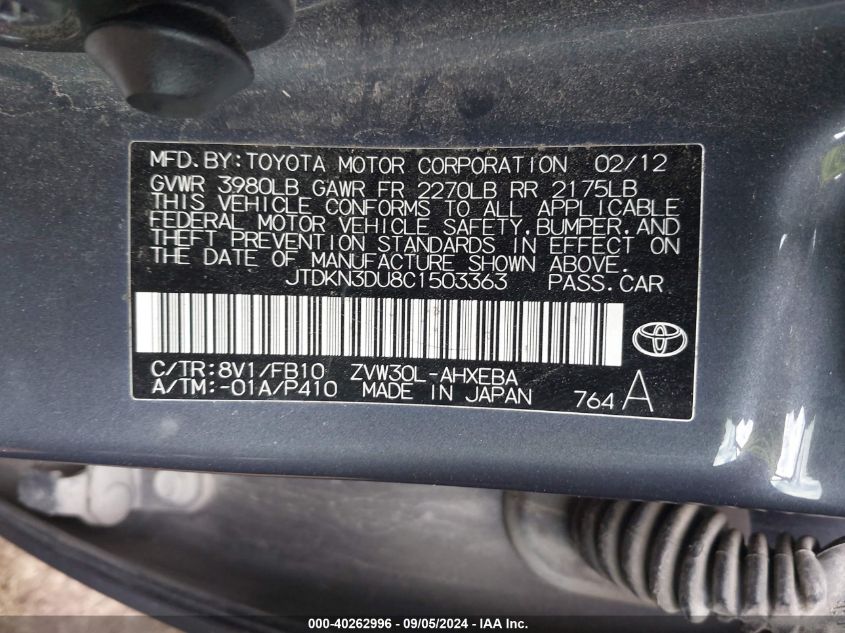 MFD.BY:TOYOTA MOTOR CORPORATION 02/12
GVWR 3980LB GAWR FR 2270LB RR 2175LB
THIS VEHICLE CONFORMS TO ALL APPLICABLE
FEDERAL MOTOR VEHICLE SAFETY,BUMPER,AND
THEFT PREVENTION STANDARDS IN EFFECT ON
THE DATE OF MANUFACTURE SHOWN ABOVE.
JTDKN3DU8C1503363 PASS.CAR
C/TR:8V1/FB10 ZVW30L-AHXEBA
A/TM:-01A/P410 MADE IN JAPAN 764 A
000-40262996 - 09/05/2024 - IAA Inc.